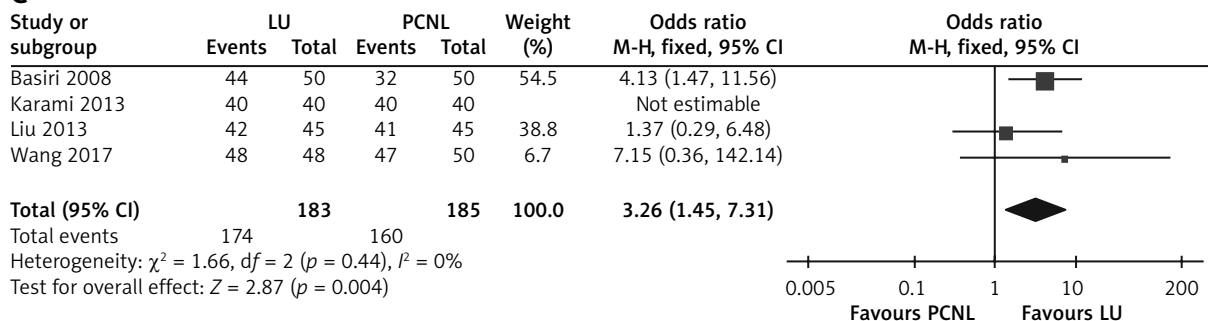 Study or LU PCNL Weight Odds ratio Odds ratio
subgroup Events Total Events Total (%) M-H, fixed, 95% CI M-H, fixed, 95% CI
Basiri 2008 44 50 32 50 54.5 4.13 (1.47, 11.56)
Karami 2013 40 40 40 40 Not estimable
Liu 2013 42 45 41 45 38.8 1.37 (0.29, 6.48)
Wang 2017 48 48 47 50 6.7 7.15 (0.36, 142.14)
Total (95% CI) 183 185 100.0 3.26 (1.45, 7.31)
Total events 174 160
Heterogeneity: χ² = 1.66, df = 2 (p = 0.44), I² = 0%
Test for overall effect: Z = 2.87 (p = 0.004)
0.005 0.1 1 10 200
Favours PCNL Favours LU